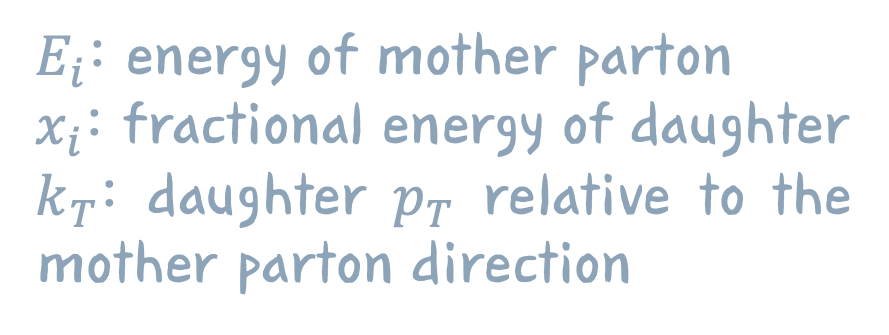 E_i: energy of mother parton
x_i: fractional energy of daughter
k_T: daughter p_T relative to the
mother parton direction